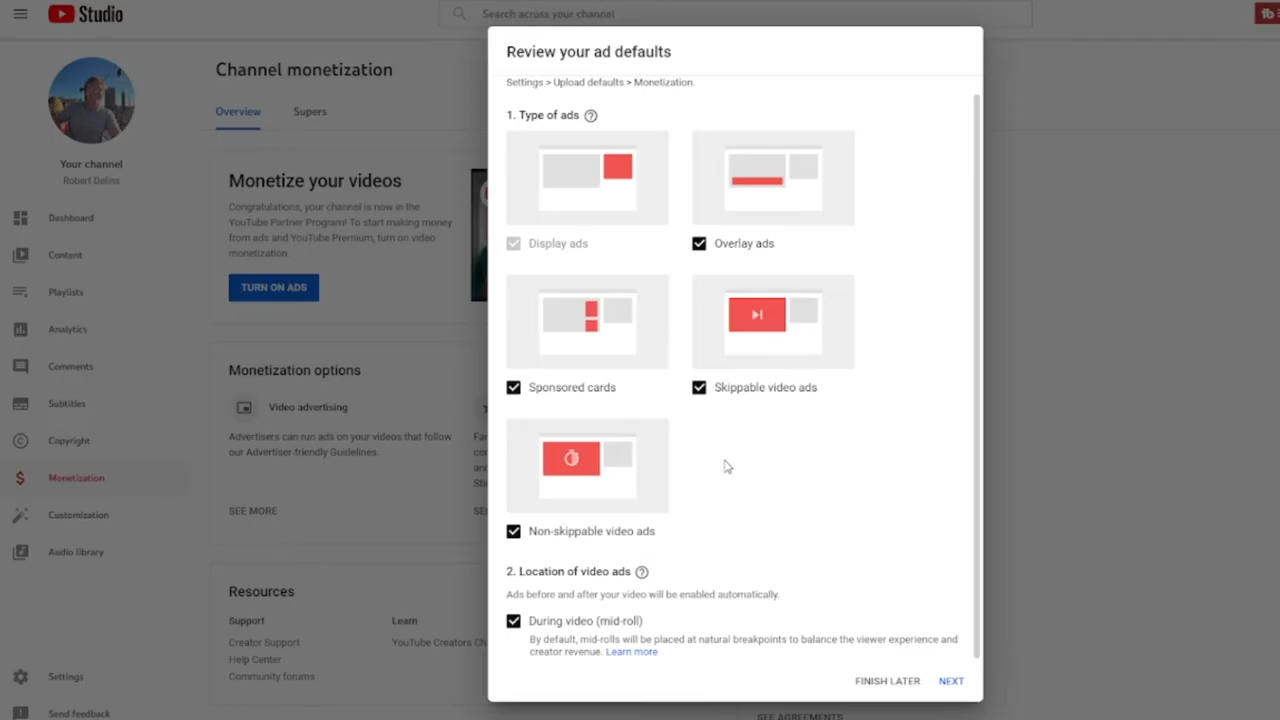 Studio
Search across your channel
Your channel
Robert Delins
Dashboard
Content
Playlists
Analytics
Comments
Subtitles
Copyright
Monetization
Customization
Audio library
Settings
Send feedback
Channel monetization
Overview
Supers
Monetize your videos
Congratulations, your channel is now in the
YouTube Partner Program! To start making money
from ads and YouTube Premium, turn on video
monetization.
TURN ON ADS
Monetization options
Video advertising
Advertisers can run ads on your videos that follow
our Advertiser-friendly Guidelines.
SEE MORE
Resources
Support
Creator Support
Help Center
Community forums
Learn
YouTube Creators
Review your ad defaults
Settings > Upload defaults > Monetization.
1. Type of ads
Display ads
Overlay ads
Sponsored cards
Skippable video ads
Non-skippable video ads
2. Location of video ads
Ads before and after your video will be enabled automatically.
During video (mid-roll)
By default, mid-rolls will be placed at natural breakpoints to balance the viewer experience and
creator revenue. Learn more
FINISH LATER
NEXT
SEE AGREEMENTS